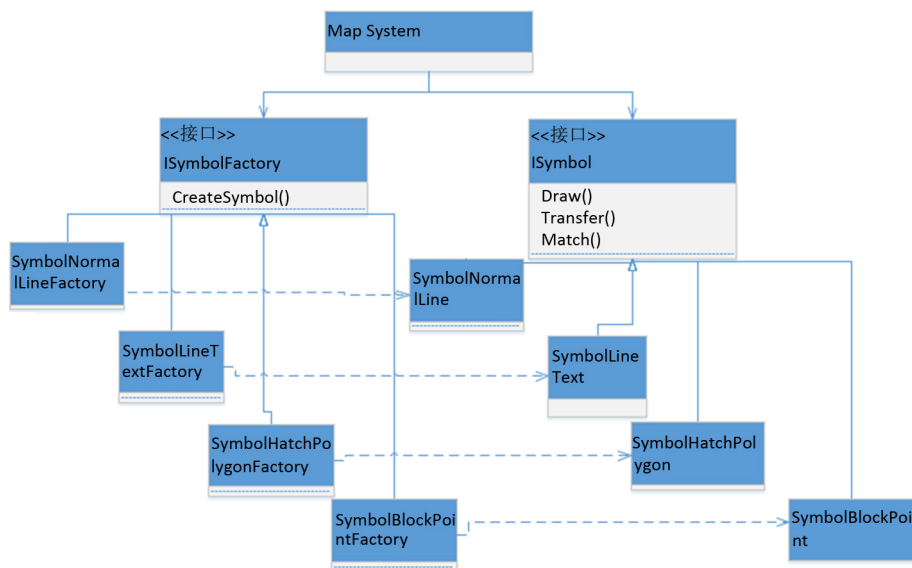 Map System
<<接口>>
ISymbolFactory
CreateSymbol()
<<接口>>
ISymbol
Draw()
Transfer()
Match()
SymbolNorma
lLineFactory
SymbolNorma
lLine
SymbolLineT
extFactory
SymbolLine
Text
SymbolHatchPo
lygonFactory
SymbolHatchPol
ygon
SymbolBlockPoi
ntFactory
SymbolBlockPoi
nt